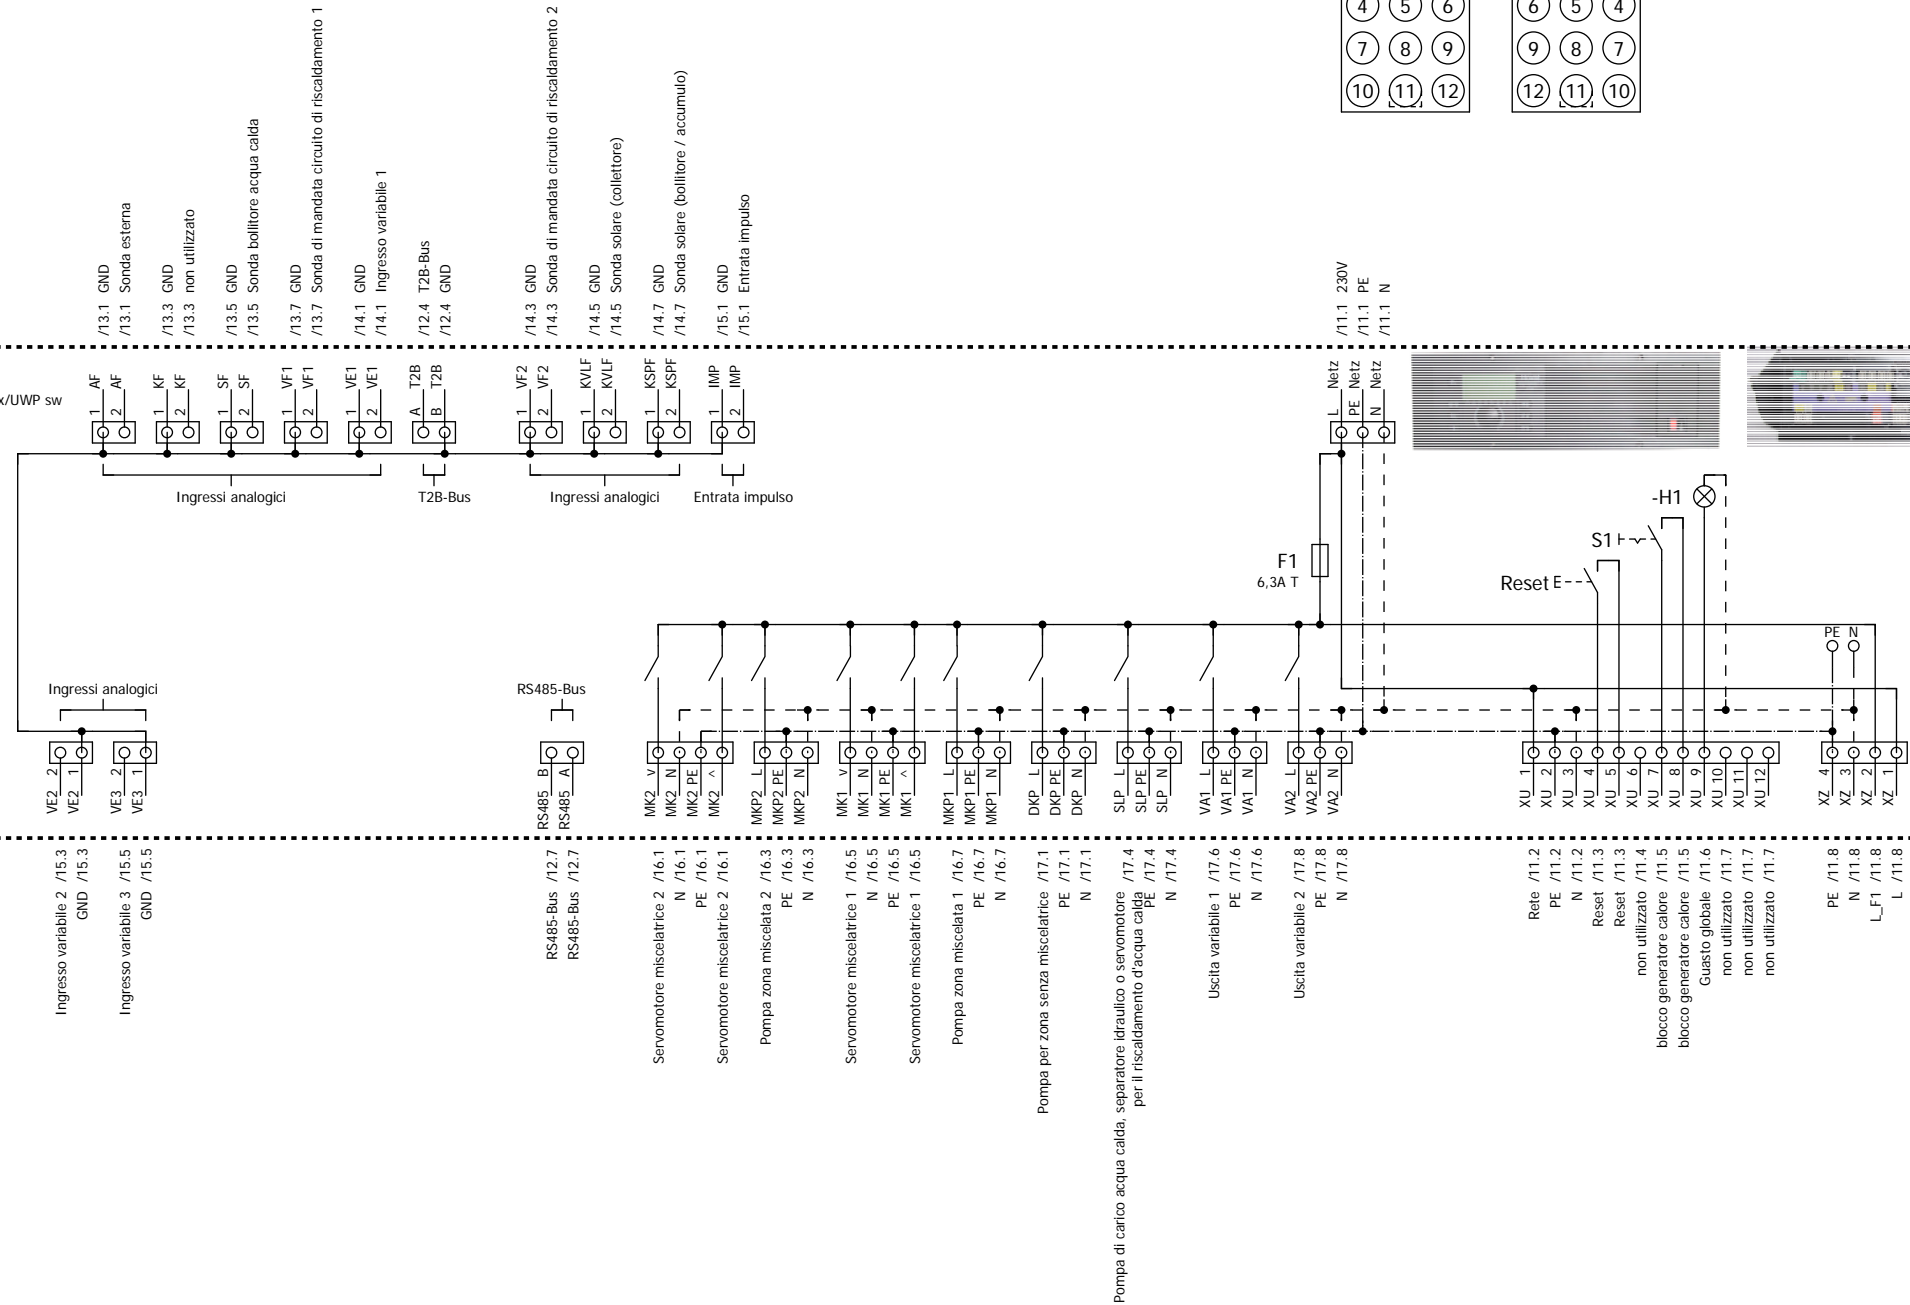 4 5 6
6 5 4
7 8 9
9 8 7
10 11 12
12 11 10
/13.1 GND
/13.1 Sonda esterna
/13.3 GND
/13.3 non utilizzato
/13.5 GND
/13.5 Sonda bollitore acqua calda
/13.7 GND
/13.7 Sonda di mandata circuito di riscaldamento 1
/14.1 GND
/14.1 Ingresso variabile 1
/12.4 T2B-Bus
/12.4 GND
/14.3 GND
/14.3 Sonda di mandata circuito di riscaldamento 2
/14.5 GND
/14.5 Sonda solare (collettore)
/14.7 GND
/14.7 Sonda solare (bollitore / accumulo)
/15.1 GND
/15.1 Entrata impulso
/11.1 230V
/11.1 PE
/11.1 N
x/UWP sw
1 AF
2 AF
1 KF
2 KF
1 SF
2 SF
1 VF1
2 VF1
1 VE1
2 VE1
A T2B
B T2B
1 VF2
2 VF2
1 KVLF
2 KVLF
1 KSPF
2 KSPF
1 IMP
2 IMP
L Netz
PE Netz
N Netz
Ingressi analogici
T2B-Bus
Ingressi analogici
Entrata impulso
-H1
S1
F1
6,3A T
Reset
PE N
Ingressi analogici
RS485-Bus
VE2 2
VE2 1
VE3 2
VE3 1
RS485 B
RS485 A
MK2 v
MK2 N
MK2 PE
MK2 ^
MKP2 L
MKP2 PE
MKP2 N
MK1 v
MK1 N
MK1 PE
MK1 ^
MKP1 L
MKP1 PE
MKP1 N
DKP L
DKP PE
DKP N
SLP L
SLP PE
SLP N
VA1 L
VA1 PE
VA1 N
VA2 L
VA2 PE
VA2 N
XU 1
XU 2
XU 3
XU 4
XU 5
XU 6
XU 7
XU 8
XU 9
XU 10
XU 11
XU 12
XZ 4
XZ 3
XZ 2
XZ 1
Ingresso variabile 2 /15.3
GND /15.3
Ingresso variabile 3 /15.5
GND /15.5
RS485-Bus /12.7
RS485-Bus /12.7
Servomotore miscelatrice 2 /16.1
N /16.1
PE /16.1
Servomotore miscelatrice 2 /16.1
Pompa zona miscelata 2 /16.3
PE /16.3
N /16.3
Servomotore miscelatrice 1 /16.5
N /16.5
PE /16.5
Servomotore miscelatrice 1 /16.5
Pompa zona miscelata 1 /16.7
PE /16.7
N /16.7
Pompa per zona senza miscelatrice /17.1
PE /17.1
N /17.1
Pompa di carico acqua calda, separatore idraulico o servomotore /17.4
per il riscaldamento d'acqua calda
PE /17.4
N /17.4
Uscita variabile 1 /17.6
PE /17.6
N /17.6
Uscita variabile 2 /17.8
PE /17.8
N /17.8
Rete /11.2
PE /11.2
N /11.2
Reset /11.3
Reset /11.3
non utilizzato /11.4
blocco generatore calore /11.5
blocco generatore calore /11.5
Guasto globale /11.6
non utilizzato /11.7
non utilizzato /11.7
non utilizzato /11.7
PE /11.8
N /11.8
L_F1 /11.8
L /11.8